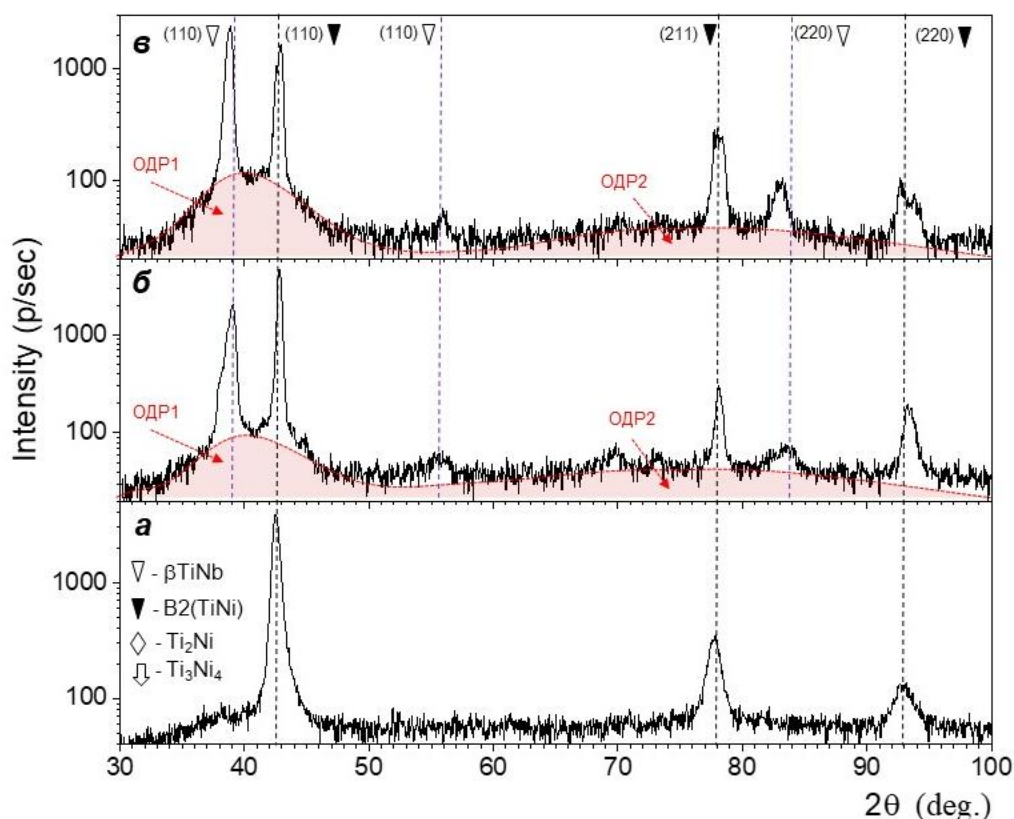 в
(110) ▽
(110) ▼
(110) ▽
(211) ▼
(220) ▽
(220) ▼
1000
ОДР1
ОДР2
100
б
1000
ОДР1
ОДР2
100
а
▽ - βTiNb
▼ - B2(TiNi)
◇ - Ti₂Ni
⇩ - Ti₃Ni₄
1000
100
Intensity (p/sec)
30 40 50 60 70 80 90 100
2θ (deg.)